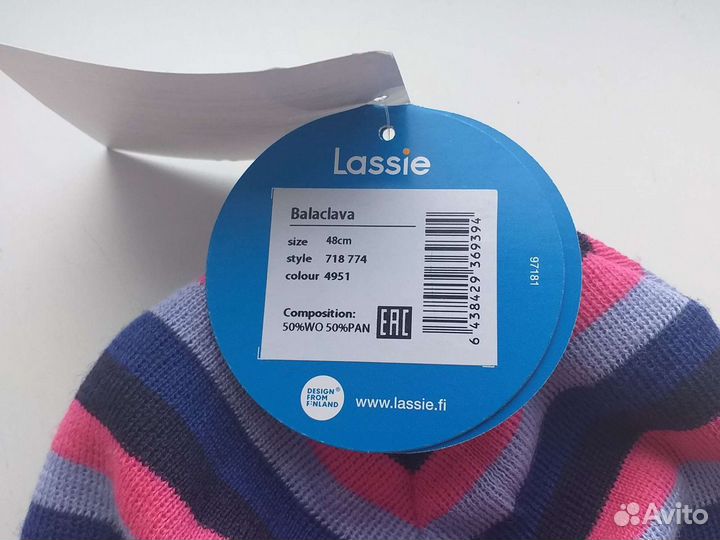 Lassie
Balaclava
size 48cm
style 718 774
colour 4951
Composition:
50%WO 50%PAN
EAC
6 438429 369394
97181
DESIGN
FROM
FINLAND
®
www.lassie.fi
Avito